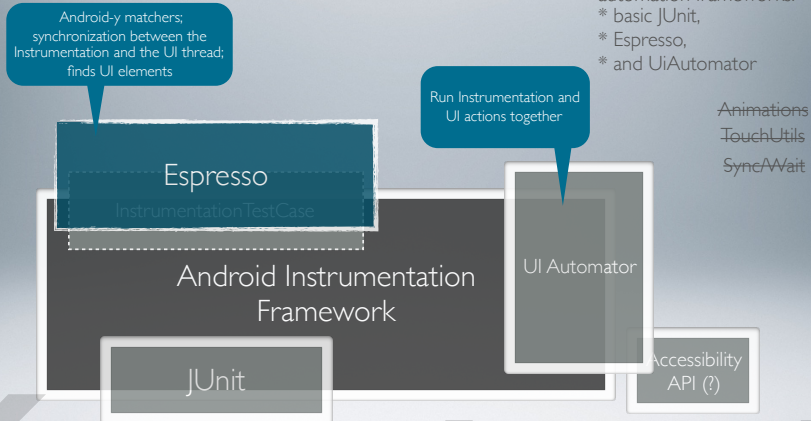 Android-y matchers;
synchronization between the
Instrumentation and the UI thread;
finds UI elements
* basic JUnit,
* Espresso,
* and UiAutomator
Run Instrumentation and
UI actions together
Animations
TouchUtils
Sync/Wait
Espresso
InstrumentationTestCase
Android Instrumentation
Framework
UI Automator
JUnit
Accessibility
API (?)